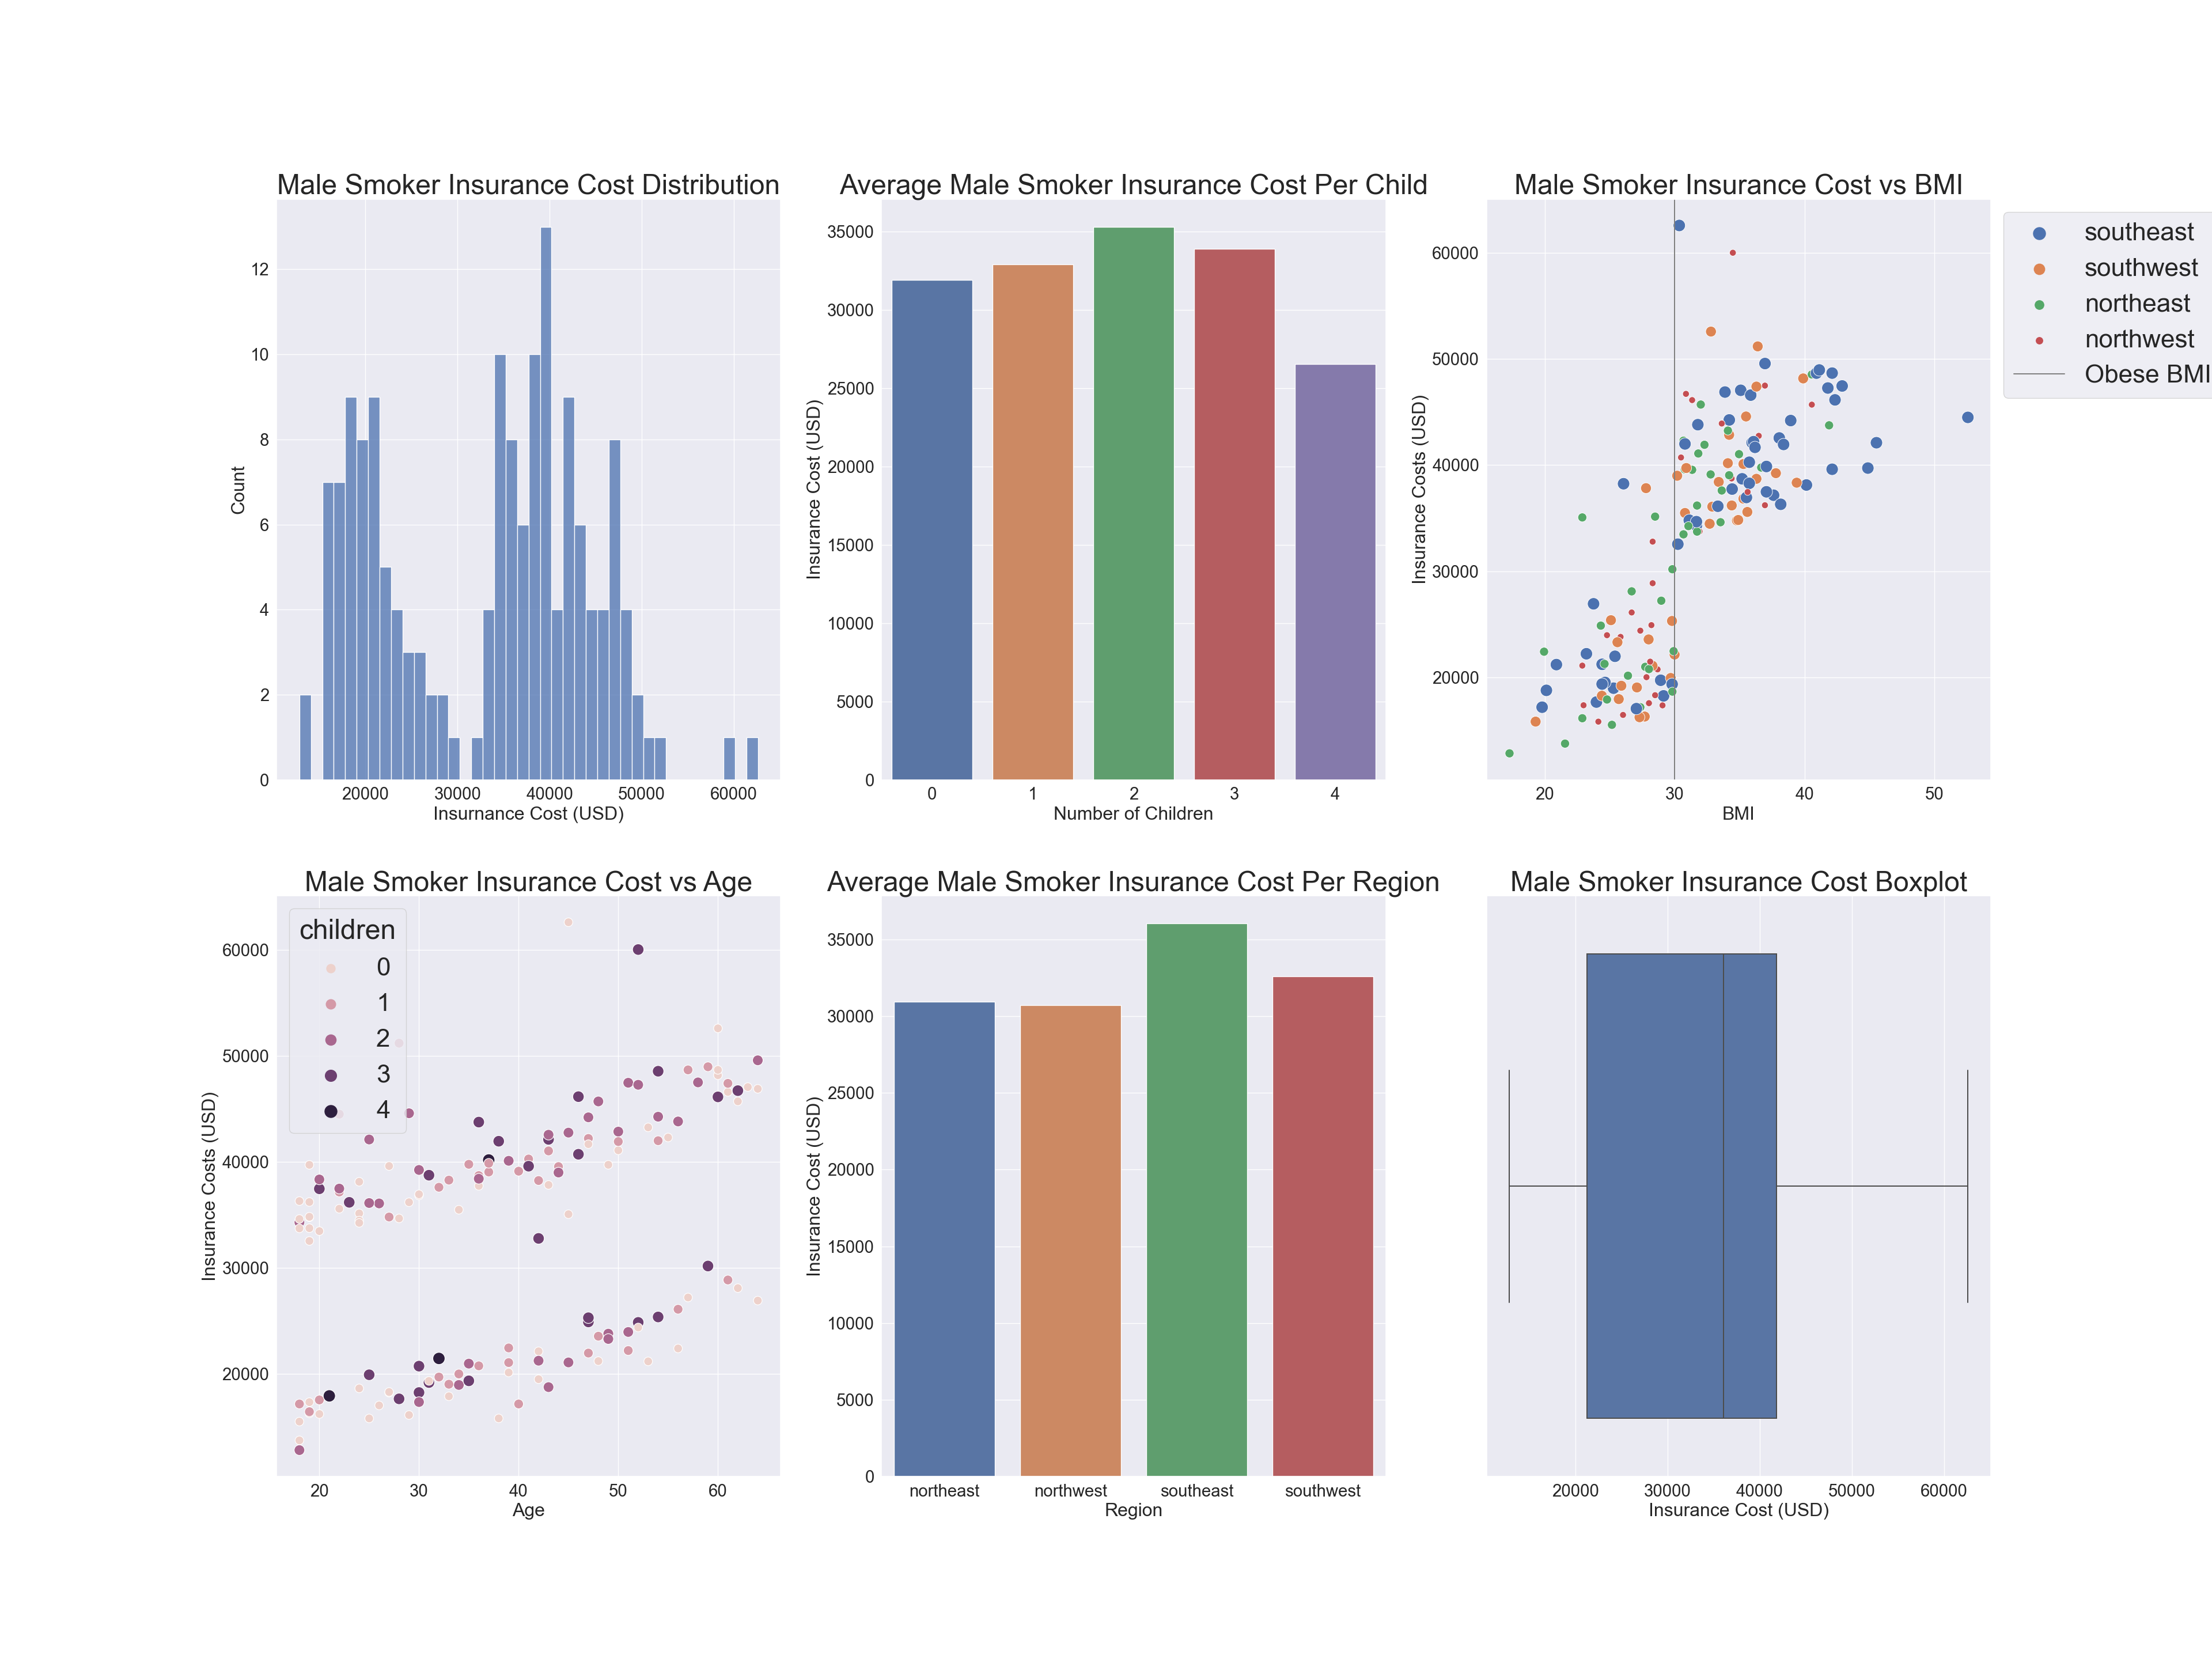 Male Smoker Insurance Cost Distribution
Count
12
10
8
6
4
2
0
20000 30000 40000 50000 60000
Insurnance Cost (USD)
Average Male Smoker Insurance Cost Per Child
Insurance Cost (USD)
35000
30000
25000
20000
15000
10000
5000
0
0 1 2 3 4
Number of Children
Male Smoker Insurance Cost vs BMI
Insurance Costs (USD)
60000
50000
40000
30000
20000
20 30 40 50
BMI
southeast
southwest
northeast
northwest
Obese BMI
Male Smoker Insurance Cost vs Age
Insurance Costs (USD)
60000
50000
40000
30000
20000
children
0
1
2
3
4
20 30 40 50 60
Age
Average Male Smoker Insurance Cost Per Region
Insurance Cost (USD)
35000
30000
25000
20000
15000
10000
5000
0
northeast northwest southeast southwest
Region
Male Smoker Insurance Cost Boxplot
20000 30000 40000 50000 60000
Insurance Cost (USD)